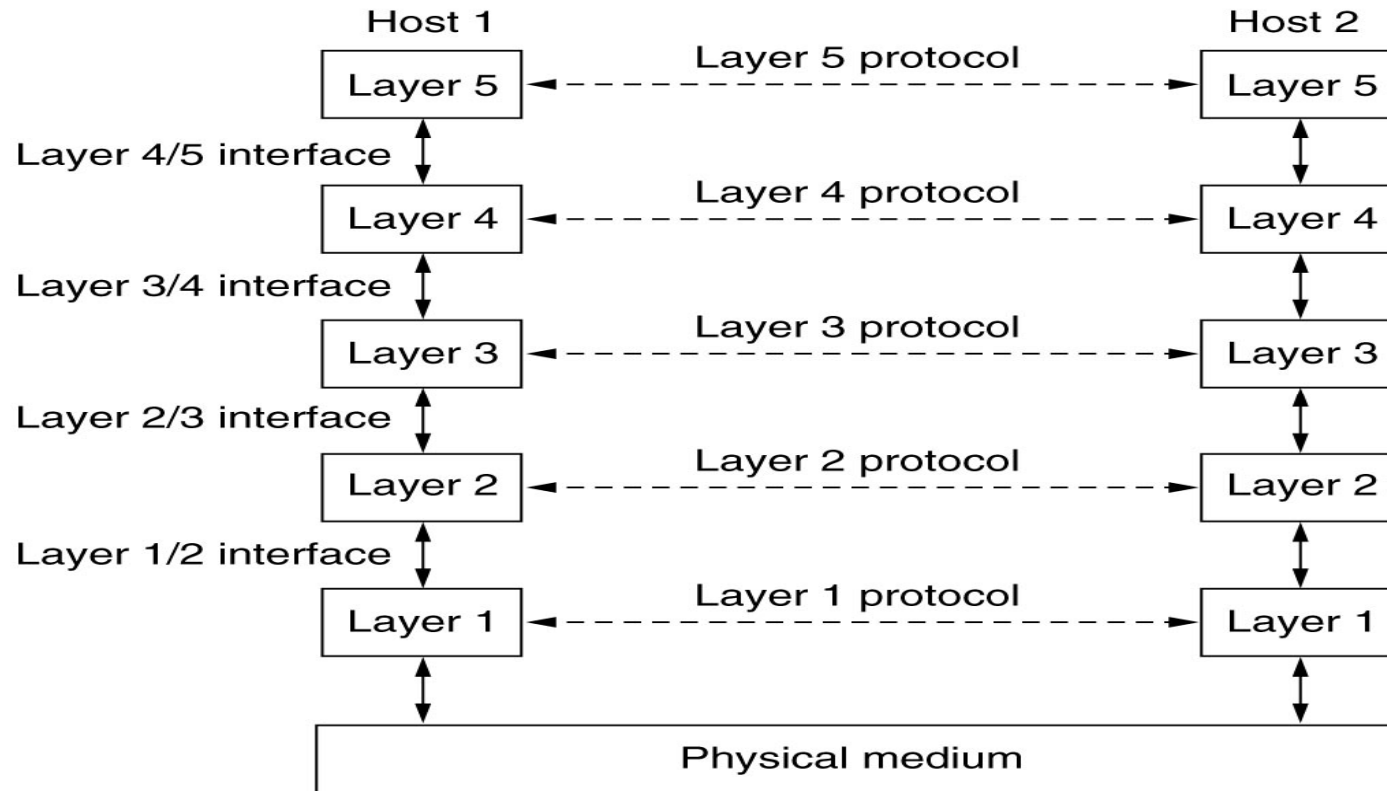 Host 1
Host 2
Layer 5 protocol
Layer 5
Layer 5
Layer 4/5 interface
Layer 4 protocol
Layer 4
Layer 4
Layer 3/4 interface
Layer 3 protocol
Layer 3
Layer 3
Layer 2/3 interface
Layer 2 protocol
Layer 2
Layer 2
Layer 1/2 interface
Layer 1 protocol
Layer 1
Layer 1
Physical medium